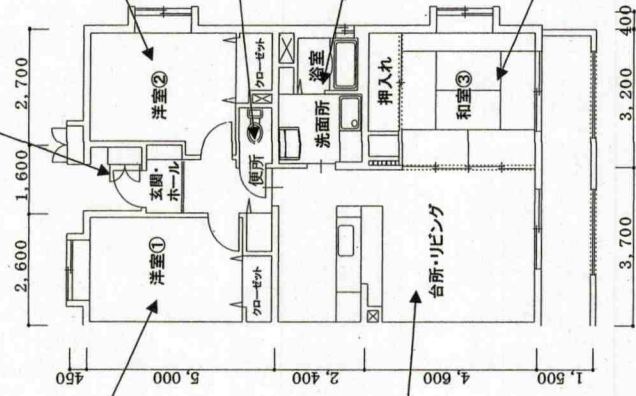 400
3,200
3,700
2,700
1,600
2,600
洋室②
クローゼット
浴室
押入れ
和室③
洗面所
便所
玄関・
ホール
洋室①
クローゼット
台所・リビング
450
5,000
2,400
4,600
1,500